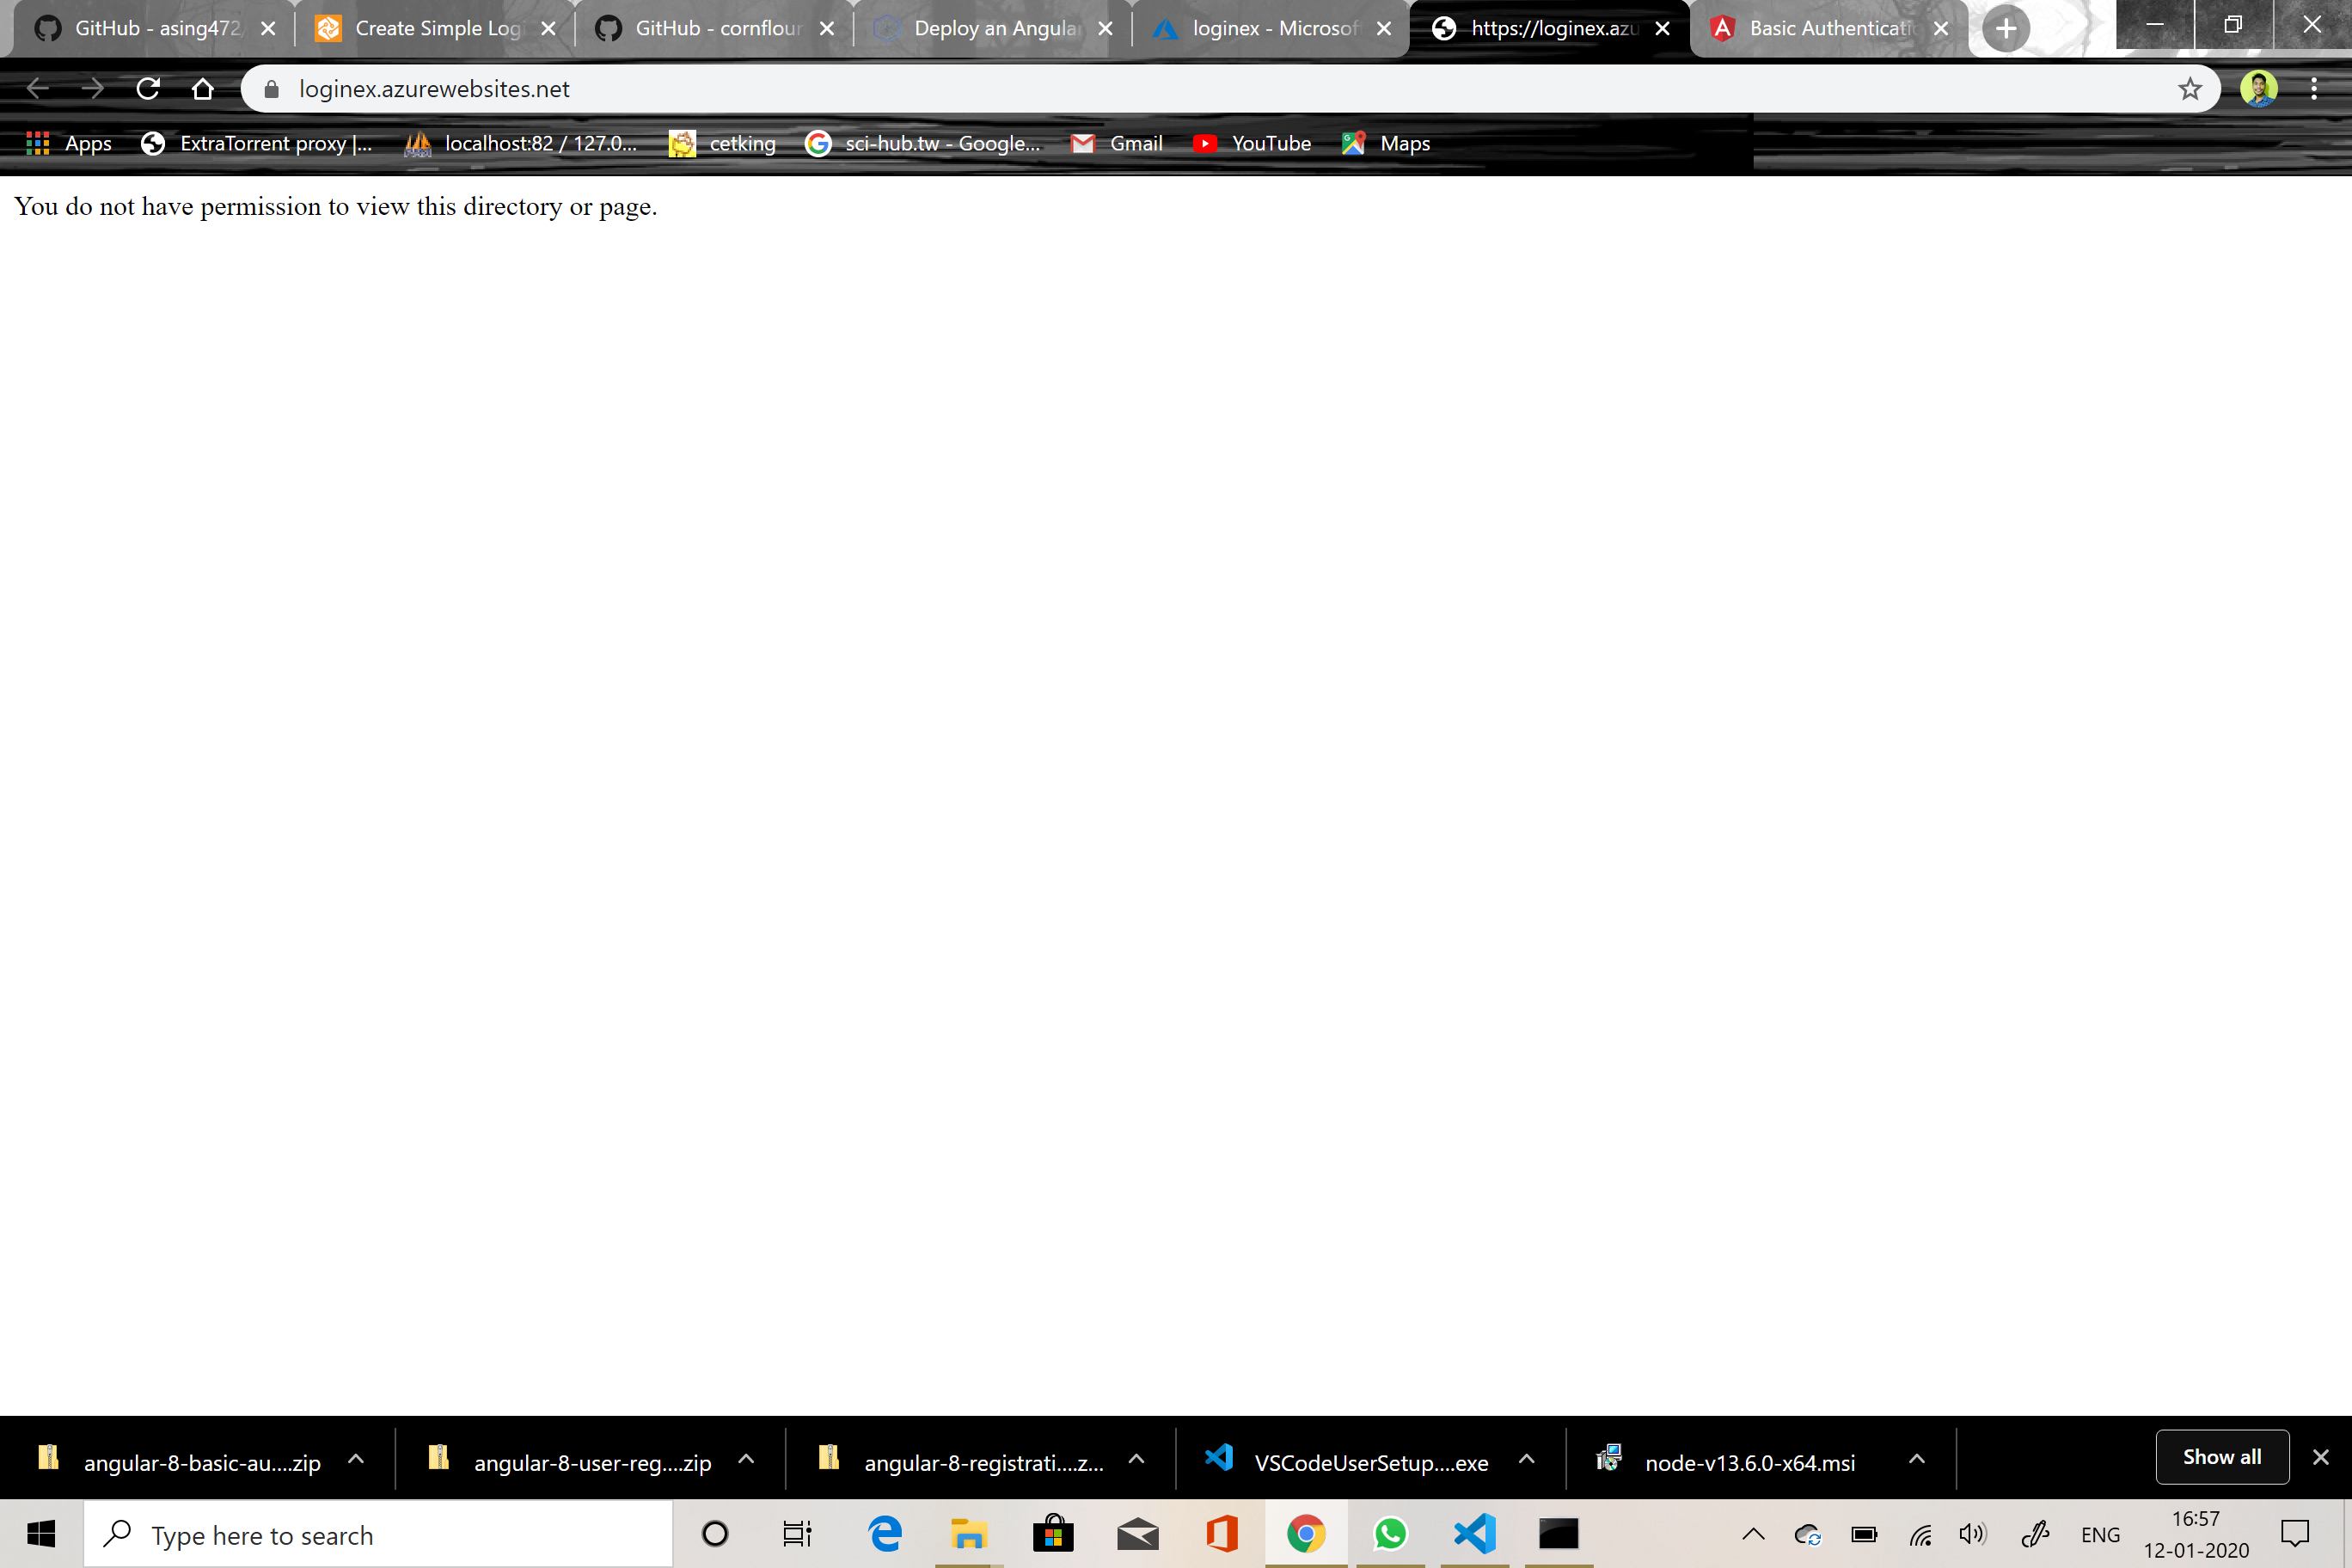 GitHub - asing472
Create Simple Log
GitHub - cornflour
Deploy an Angula
loginex - Microsof
https://loginex.azu
Basic Authenticati
loginex.azurewebsites.net
Apps
ExtraTorrent proxy |...
localhost:82 / 127.0...
cetking
sci-hub.tw - Google...
Gmail
YouTube
Maps
You do not have permission to view this directory or page.
angular-8-basic-au....zip
angular-8-user-reg....zip
angular-8-registrati....z...
VSCodeUserSetup....exe
node-v13.6.0-x64.msi
Show all
Type here to search
ENG
16:57
12-01-2020